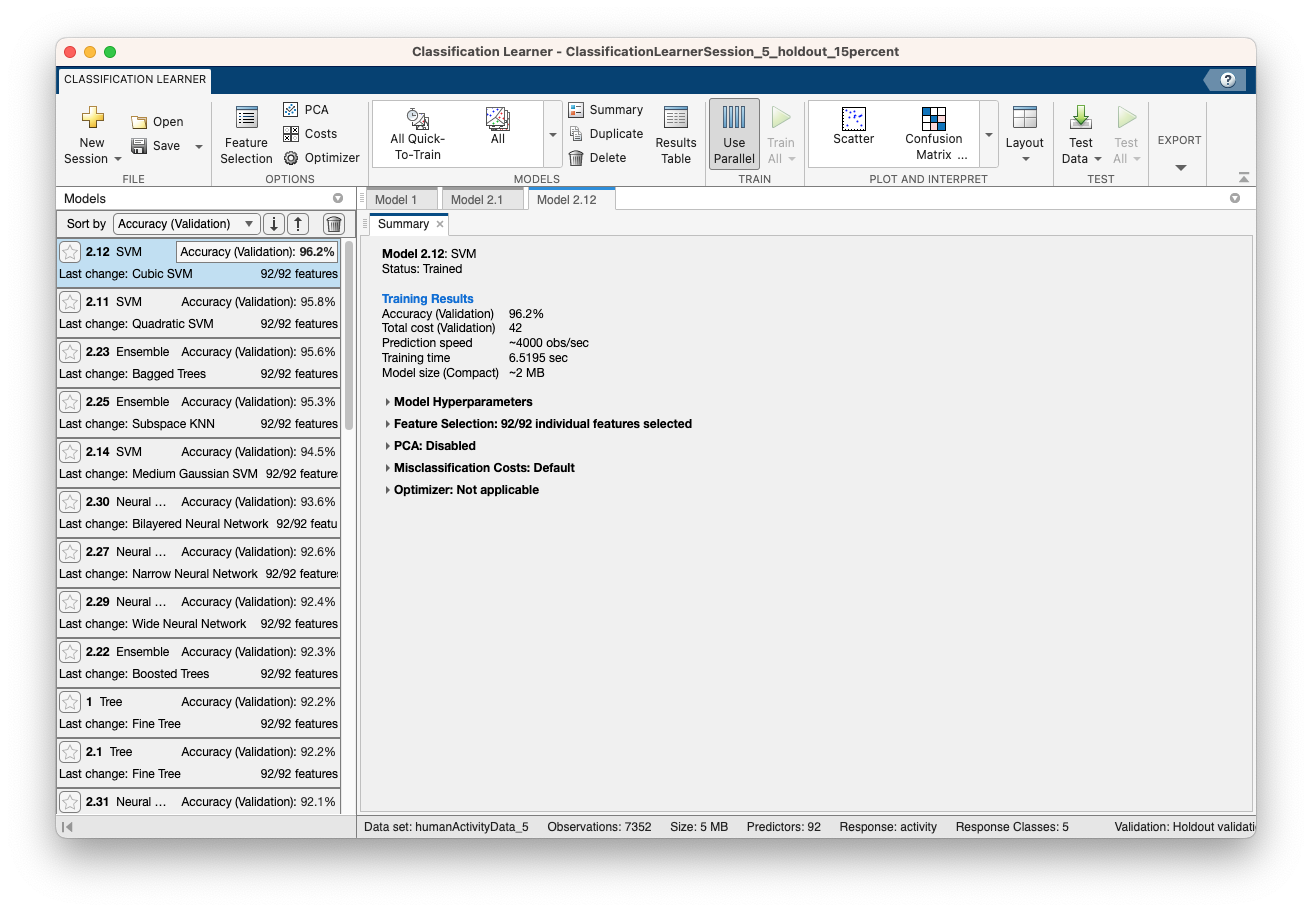 Classification Learner - ClassificationLearnerSession_5_holdout_15percent
CLASSIFICATION LEARNER
?
New Session
Open
Save
FILE
Feature Selection
PCA
Costs
Optimizer
OPTIONS
All Quick-To-Train
All
Summary
Duplicate
Delete
Results Table
MODELS
Use Parallel
Train All
TRAIN
Scatter
Confusion Matrix ...
Layout
PLOT AND INTERPRET
Test Data
Test All
TEST
EXPORT
Models
Sort by Accuracy (Validation)
2.12 SVM Accuracy (Validation): 96.2%
Last change: Cubic SVM 92/92 features
2.11 SVM Accuracy (Validation): 95.8%
Last change: Quadratic SVM 92/92 features
2.23 Ensemble Accuracy (Validation): 95.6%
Last change: Bagged Trees 92/92 features
2.25 Ensemble Accuracy (Validation): 95.3%
Last change: Subspace KNN 92/92 features
2.14 SVM Accuracy (Validation): 94.5%
Last change: Medium Gaussian SVM 92/92 feature
2.30 Neural ... Accuracy (Validation): 93.6%
Last change: Bilayered Neural Network 92/92 featu
2.27 Neural ... Accuracy (Validation): 92.6%
Last change: Narrow Neural Network 92/92 feature
2.29 Neural ... Accuracy (Validation): 92.4%
Last change: Wide Neural Network 92/92 features
2.22 Ensemble Accuracy (Validation): 92.3%
Last change: Boosted Trees 92/92 features
1 Tree Accuracy (Validation): 92.2%
Last change: Fine Tree 92/92 features
2.1 Tree Accuracy (Validation): 92.2%
Last change: Fine Tree 92/92 features
2.31 Neural ... Accuracy (Validation): 92.1%
Model 1 Model 2.1 Model 2.12
Summary
Model 2.12: SVM
Status: Trained
Training Results
Accuracy (Validation) 96.2%
Total cost (Validation) 42
Prediction speed ~4000 obs/sec
Training time 6.5195 sec
Model size (Compact) ~2 MB
Model Hyperparameters
Feature Selection: 92/92 individual features selected
PCA: Disabled
Misclassification Costs: Default
Optimizer: Not applicable
Data set: humanActivityData_5 Observations: 7352 Size: 5 MB Predictors: 92 Response: activity Response Classes: 5 Validation: Holdout validati